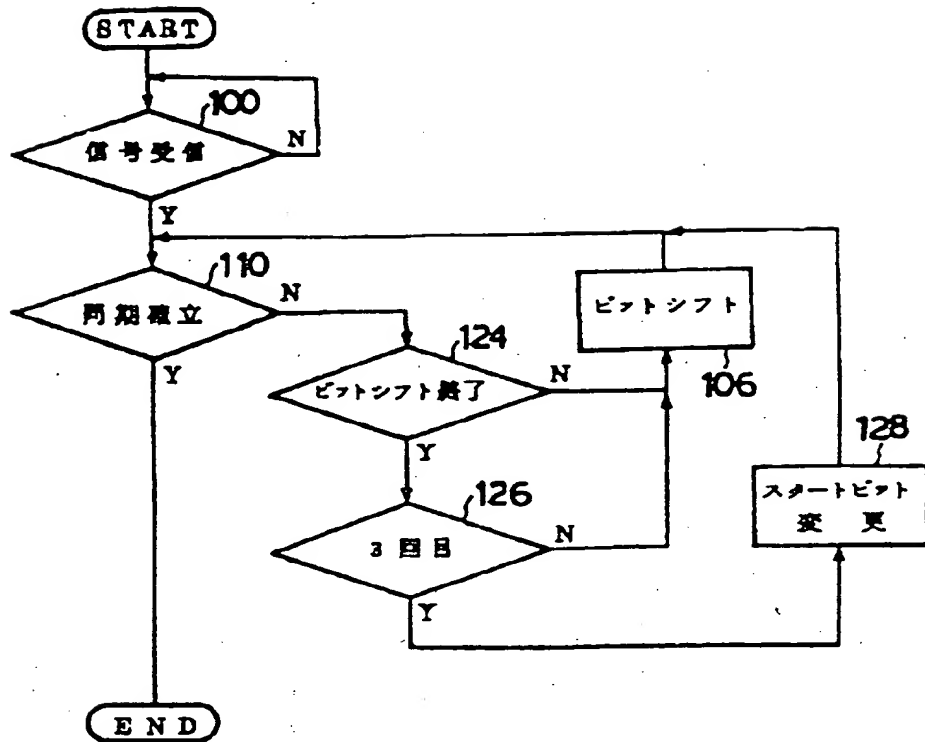 START
100
信号受信
N
Y
110
同期確立
N
Y
ビットシフト
106
124
ビットシフト終了
N
Y
128
スタートビット
変更
126
3回目
N
Y
END